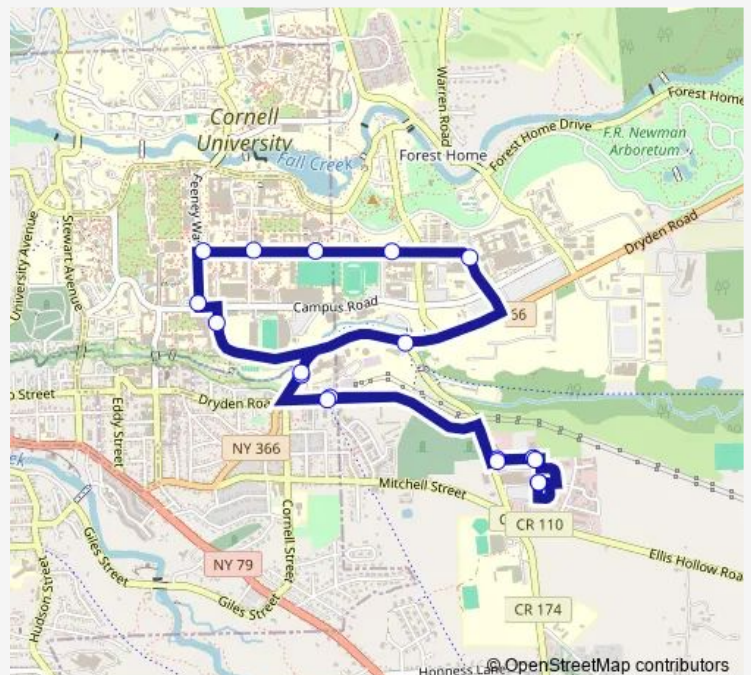 Warren Road
Forest Home
Cornell
University
Forest Home Drive
F.R. Newman
Arboretum
Fall Creek
Forest Home
Feeney Wa
University Avenue
Stewart Avenue
Dryden Road
Campus Road
66
Street
Dryden Roa
Eddy Street
NY 366
Mitchell Street
Cornell Street
CR 110
Giles Street
NY 79
Ellis Hollow Roa
Giles Street
Hudson Street
CR 174
Honness Lane
© OpenStreetMap contributors